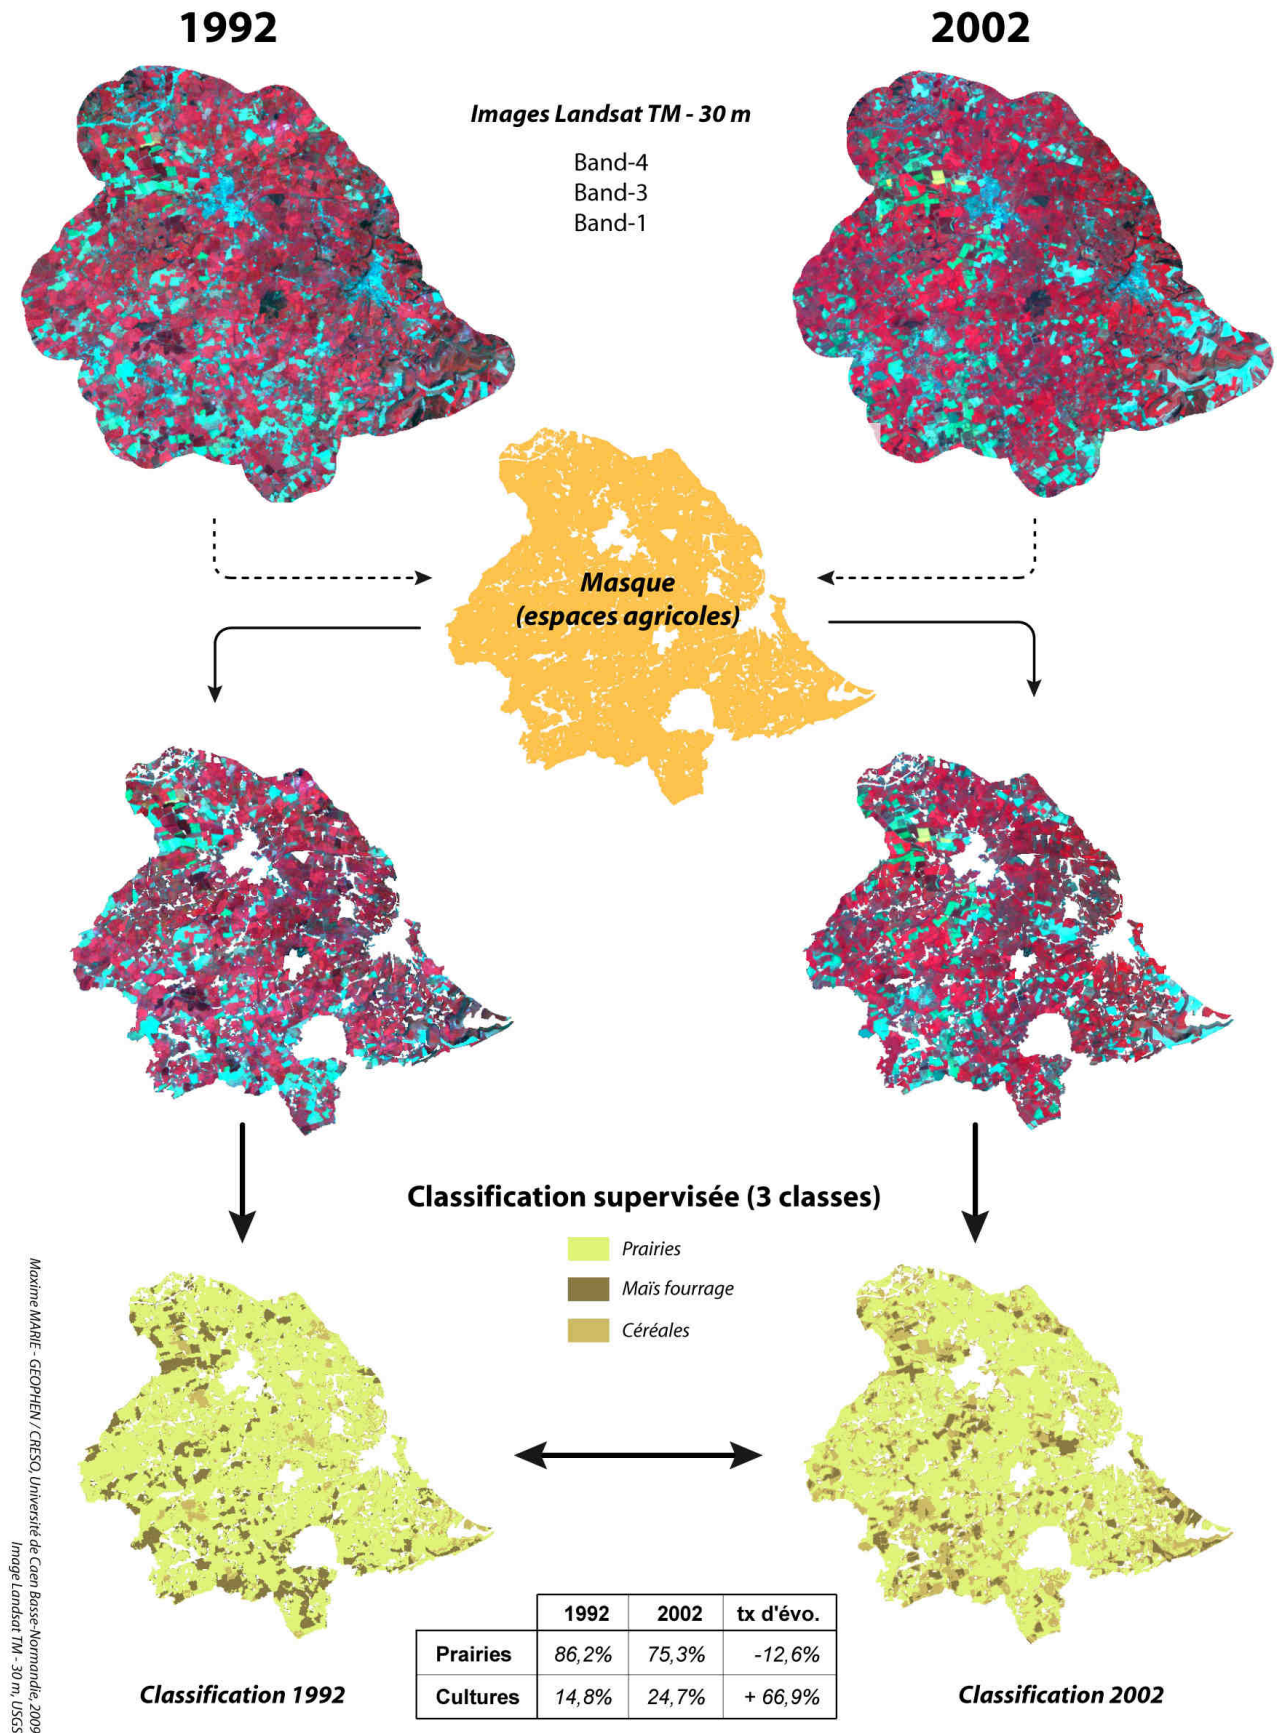 1992
2002
Images Landsat TM - 30 m
Band-4
Band-3
Band-1
Masque
(espaces agricoles)
Classification supervisée (3 classes)
Prairies
Maïs fourrage
Céréales
1992 2002 tx d'évo.
Prairies 86,2% 75,3% -12,6%
Cultures 14,8% 24,7% + 66,9%
Classification 1992
Classification 2002
Maxime MARIE - GEOPHEN / CRESO, Université de Caen Basse-Normandie, 2009
Image Landsat TM - 30 m, USGS